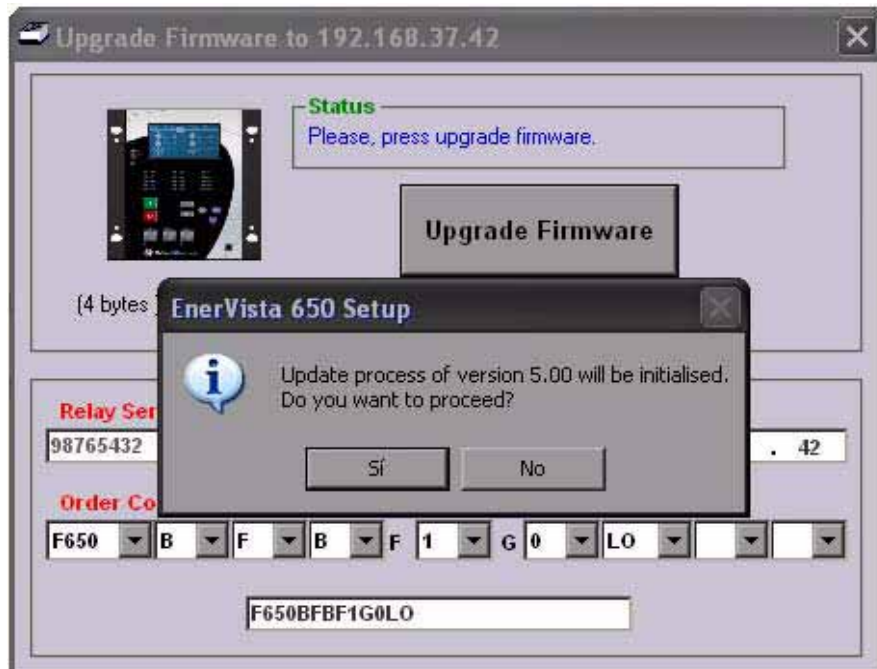 Upgrade Firmware to 192.168.37.42
Status
Please, press upgrade firmware.
Upgrade Firmware
(4 bytes
EnerVista 650 Setup
Update process of version 5.00 will be initialised.
Do you want to proceed?
Sí No
Relay Ser
98765432 . 42
Order Co
F650 B F B F 1 G 0 LO
F650BFBF1G0LO